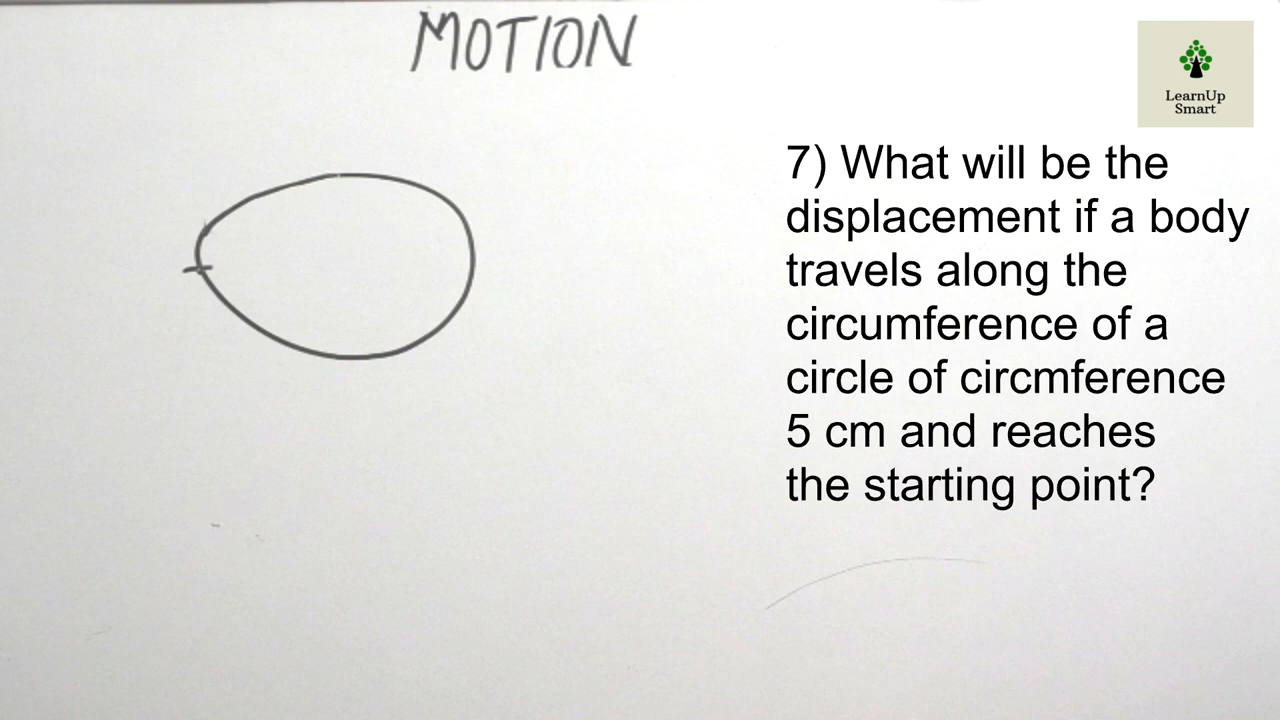 MOTION
LearnUp
Smart
7) What will be the
displacement if a body
travels along the
circumference of a
circle of circmference
5 cm and reaches
the starting point?